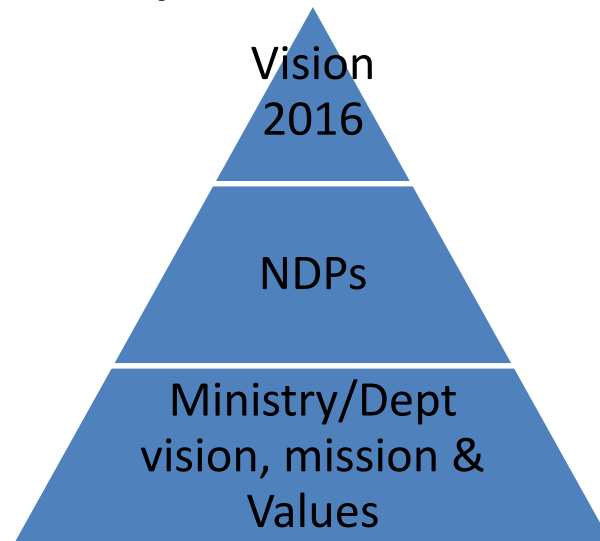 Vision
2016
NDPs
Ministry/Dept
vision, mission &
Values